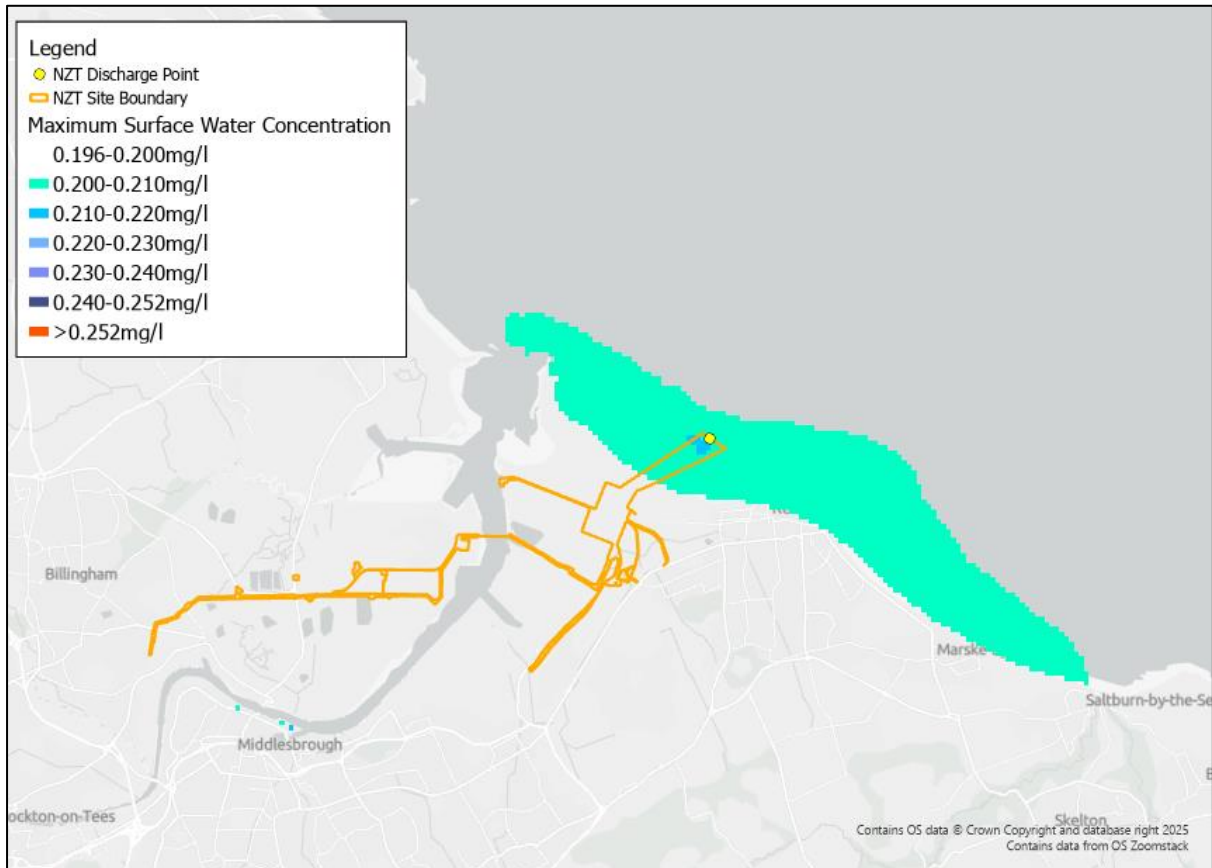 Legend
NZT Discharge Point
NZT Site Boundary
Maximum Surface Water Concentration
0.196-0.200mg/l
0.200-0.210mg/l
0.210-0.220mg/l
0.220-0.230mg/l
0.230-0.240mg/l
0.240-0.252mg/l
>0.252mg/l
Billingham
Marske
Saltburn-by-the-Se
Middlesbrough
ockton-on-Tees
Skelton
Contains OS data © Crown Copyright and database right 2025
Contains data from OS Zoomstack